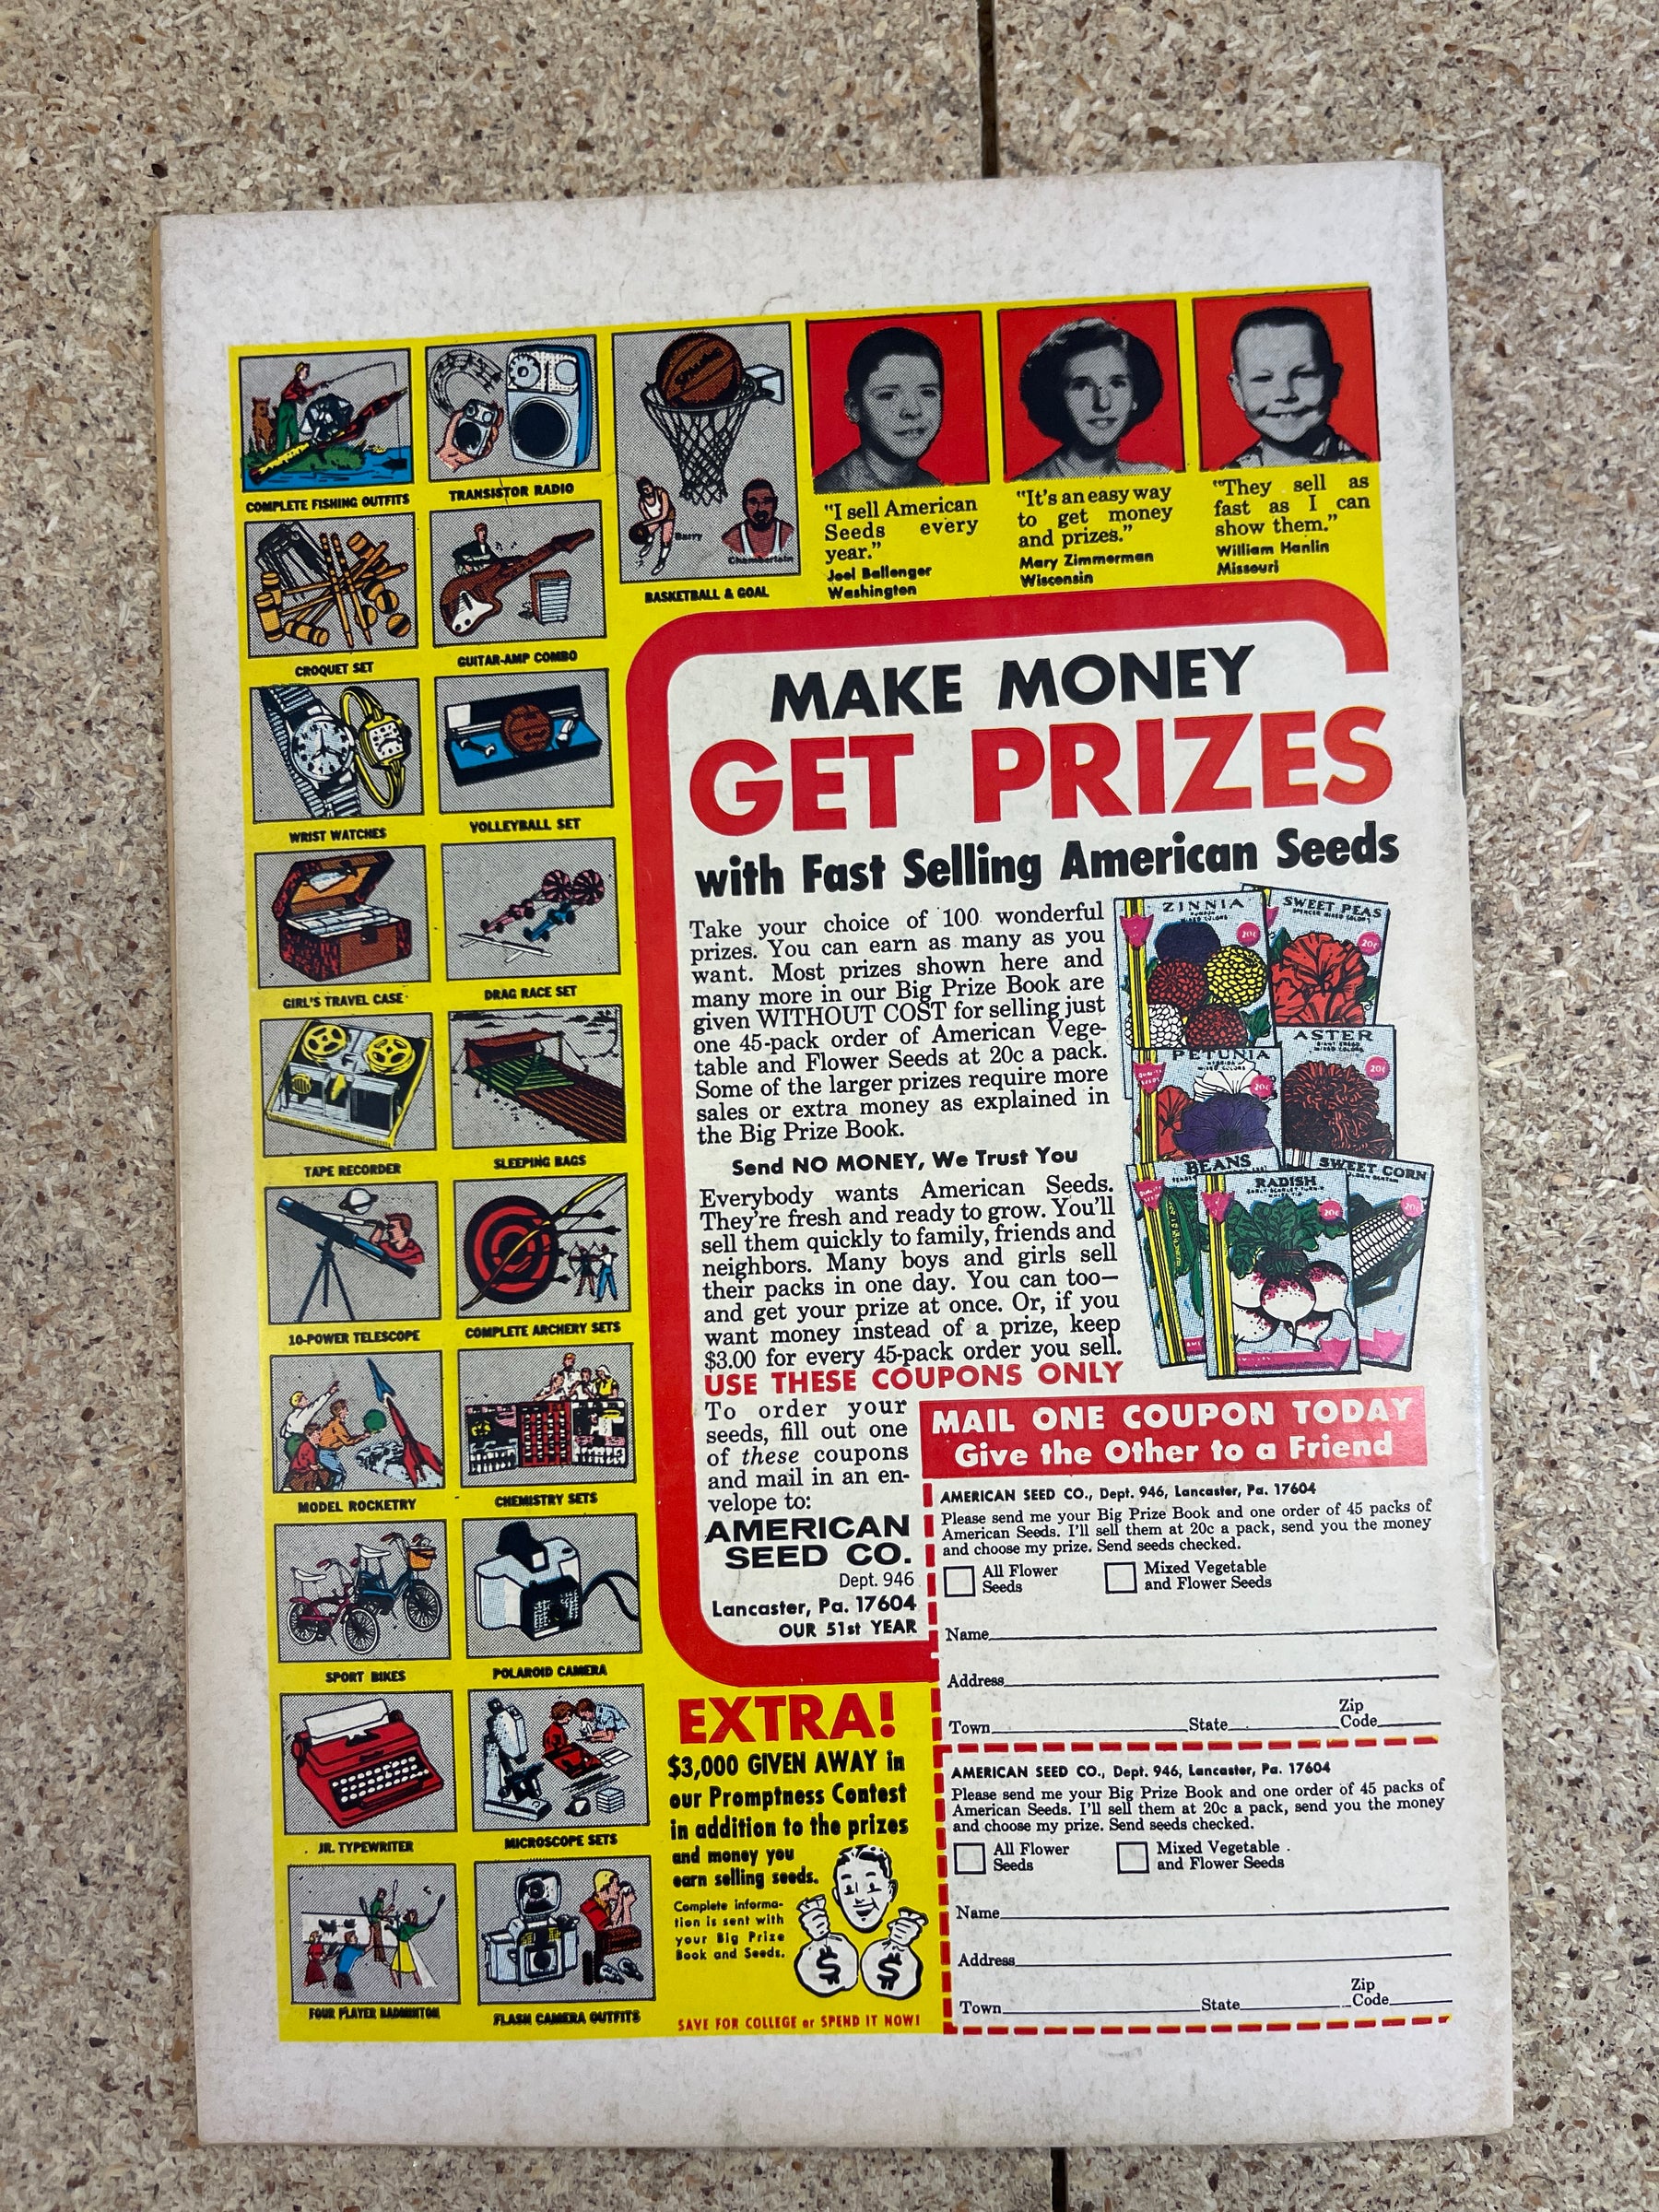 COMPLETE FISHING OUTFITS
TRANSISTOR RADIO
Barry
Chamberlain
BASKETBALL & GOAL
CROQUET SET
GUITAR-AMP COMBO
WRIST WATCHES
VOLLEYBALL SET
GIRL'S TRAVEL CASE
DRAG RACE SET
TAPE RECORDER
SLEEPING BAGS
10-POWER TELESCOPE
COMPLETE ARCHERY SETS
MODEL ROCKETRY
CHEMISTRY SETS
SPORT BIKES
POLAROID CAMERA
JR. TYPEWRITER
MICROSCOPE SETS
FOUR PLAYER BADMINTON
FLASH CAMERA OUTFITS
"I sell American
Seeds every
year."
Joel Ballenger
Washington
"It's an easy way
to get money
and prizes."
Mary Zimmerman
Wisconsin
"They sell as
fast as I can
show them."
William Hanlin
Missouri
MAKE MONEY
GET PRIZES
with Fast Selling American Seeds
Take your choice of 100 wonderful
prizes. You can earn as many as you
want. Most prizes shown here and
many more in our Big Prize Book are
given WITHOUT COST for selling just
one 45-pack order of American Vege-
table and Flower Seeds at 20c a pack.
Some of the larger prizes require more
sales or extra money as explained in
the Big Prize Book.
Send NO MONEY, We Trust You
Everybody wants American Seeds.
They're fresh and ready to grow. You'll
sell them quickly to family, friends and
neighbors. Many boys and girls sell
their packs in one day. You can too—
and get your prize at once. Or, if you
want money instead of a prize, keep
$3.00 for every 45-pack order you sell.
USE THESE COUPONS ONLY
To order your
seeds, fill out one
of these coupons
and mail in an en-
velope to:
AMERICAN
SEED CO.
Dept. 946
Lancaster, Pa. 17604
OUR 51st YEAR
ZINNIA
MIXED COLORS
20¢
SWEET PEAS
SPENCER MIXED COLORS
20¢
PETUNIA
MIXED COLORS
20¢
ASTER
MIXED COLORS
20¢
BEANS
RADISH
20¢
SWEET CORN
20¢
MAIL ONE COUPON TODAY
Give the Other to a Friend
AMERICAN SEED CO., Dept. 946, Lancaster, Pa. 17604
Please send me your Big Prize Book and one order of 45 packs of
American Seeds. I'll sell them at 20c a pack, send you the money
and choose my prize. Send seeds checked.
All Flower
Seeds
Mixed Vegetable
and Flower Seeds
Name
Address
Town State Zip Code
AMERICAN SEED CO., Dept. 946, Lancaster, Pa. 17604
Please send me your Big Prize Book and one order of 45 packs of
American Seeds. I'll sell them at 20c a pack, send you the money
and choose my prize. Send seeds checked.
All Flower
Seeds
Mixed Vegetable
and Flower Seeds
Name
Address
Town State Zip Code
EXTRA!
$3,000 GIVEN AWAY in
our Promptness Contest
in addition to the prizes
and money you
earn selling seeds.
Complete informa-
tion is sent with
your Big Prize
Book and Seeds.
$ $
SAVE FOR COLLEGE or SPEND IT NOW!